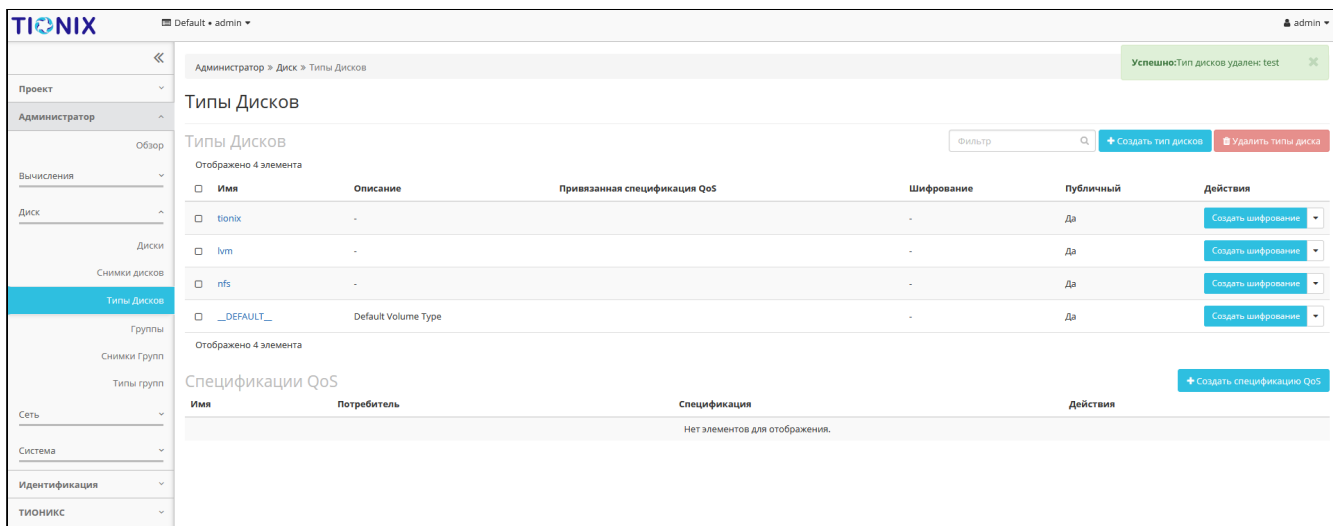 TIONIX
Default • admin
admin
Администратор » Диск » Типы Дисков
Успешно:Тип дисков удален: test
Проект
Администратор
Обзор
Вычисления
Диск
Диски
Снимки дисков
Типы Дисков
Группы
Снимки Групп
Типы групп
Сеть
Система
Идентификация
ТИОНИКС
Типы Дисков
Типы Дисков
Фильтр
Создать тип дисков
Удалить типы диска
Отображено 4 элемента
Имя Описание Привязанная спецификация QoS Шифрование Публичный Действия
tionix - - Да Создать шифрование
lvm - - Да Создать шифрование
nfs - - Да Создать шифрование
__DEFAULT__ Default Volume Type - Да Создать шифрование
Отображено 4 элемента
Спецификации QoS
Создать спецификацию QoS
Имя Потребитель Спецификация Действия
Нет элементов для отображения.